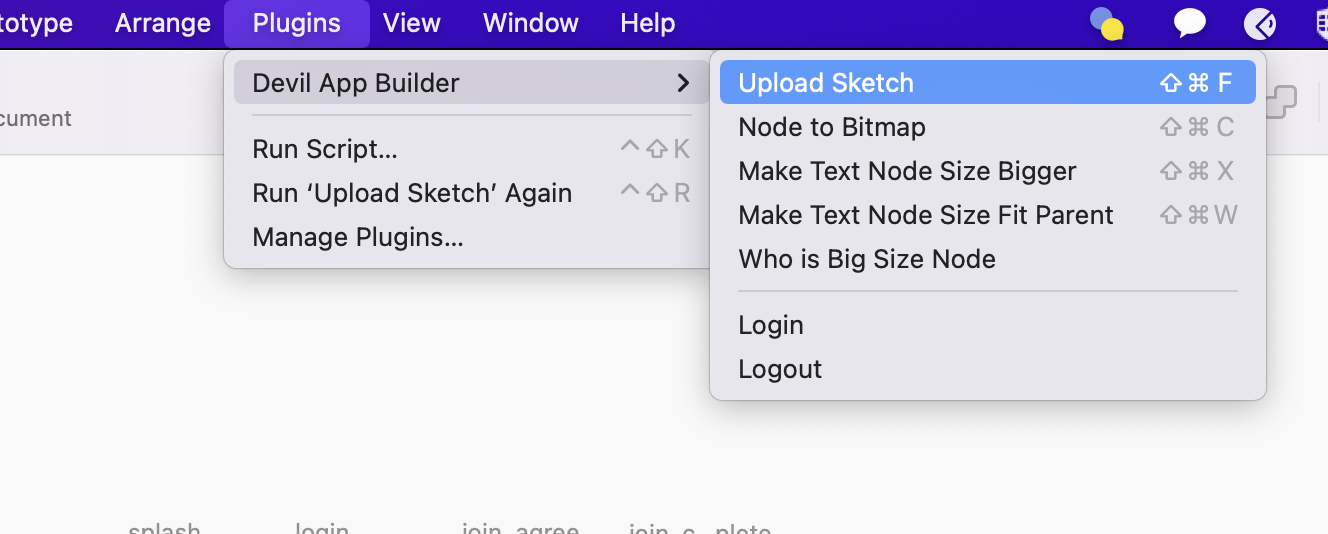 totype Arrange Plugins View Window Help
cument
Devil App Builder
Run Script... ^⇧K
Run ‘Upload Sketch’ Again ^⇧R
Manage Plugins...
Upload Sketch ⇧⌘F
Node to Bitmap ⇧⌘C
Make Text Node Size Bigger ⇧⌘X
Make Text Node Size Fit Parent ⇧⌘W
Who is Big Size Node
Login
Logout
splash login join_agree join_c...plete